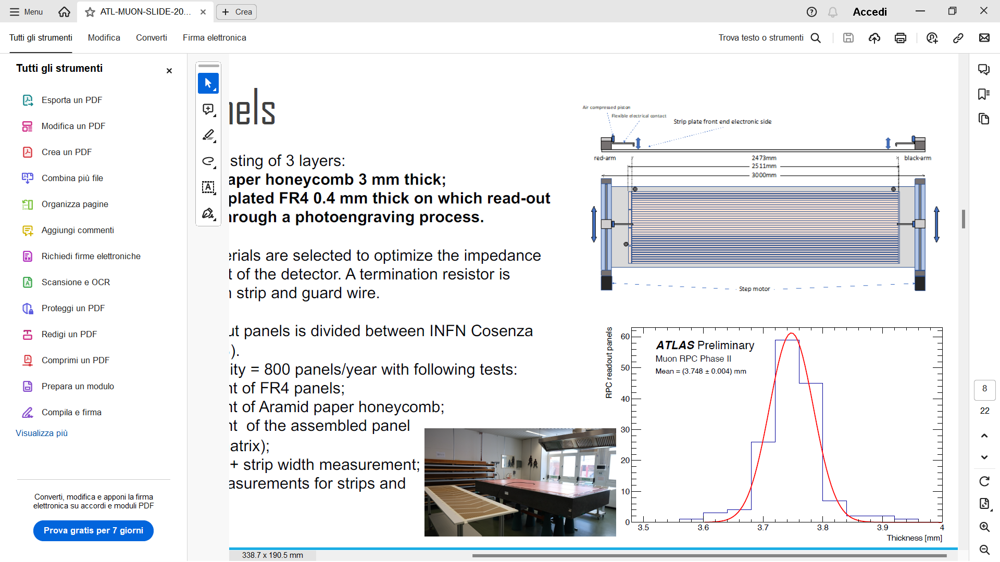 Menu
ATL-MUON-SLIDE-20...
Crea
Accedi
Tutti gli strumenti
Modifica
Converti
Firma elettronica
Trova testo o strumenti
Tutti gli strumenti
Esporta un PDF
Modifica un PDF
Crea un PDF
Combina più file
Organizza pagine
Aggiungi commenti
Richiedi firme elettroniche
Scansione e OCR
Proteggi un PDF
Redigi un PDF
Comprimi un PDF
Prepara un modulo
Compila e firma
Visualizza più
Converti, modifica e apponi la firma
elettronica su accordi e moduli PDF
Prova gratis per 7 giorni
nels
sting of 3 layers:
aper honeycomb 3 mm thick;
plated FR4 0.4 mm thick on which read-out
hrough a photoengraving process.
erials are selected to optimize the impedance
t of the detector. A termination resistor is
n strip and guard wire.
ut panels is divided between INFN Cosenza
).
ity = 800 panels/year with following tests:
nt of FR4 panels;
nt of Aramid paper honeycomb;
nt of the assembled panel
atrix);
+ strip width measurement;
asurements for strips and
Air compressed piston
Flexible electrical contact
Strip plate front end electronic side
red-arm
black-arm
2473mm
2511mm
3000mm
Step motor
RPC readout panels
60
50
40
30
20
10
0
ATLAS Preliminary
Muon RPC Phase II
Mean = (3.748 ± 0.004) mm
3.5
3.6
3.7
3.8
3.9
4
Thickness [mm]
8
22
338.7 x 190.5 mm